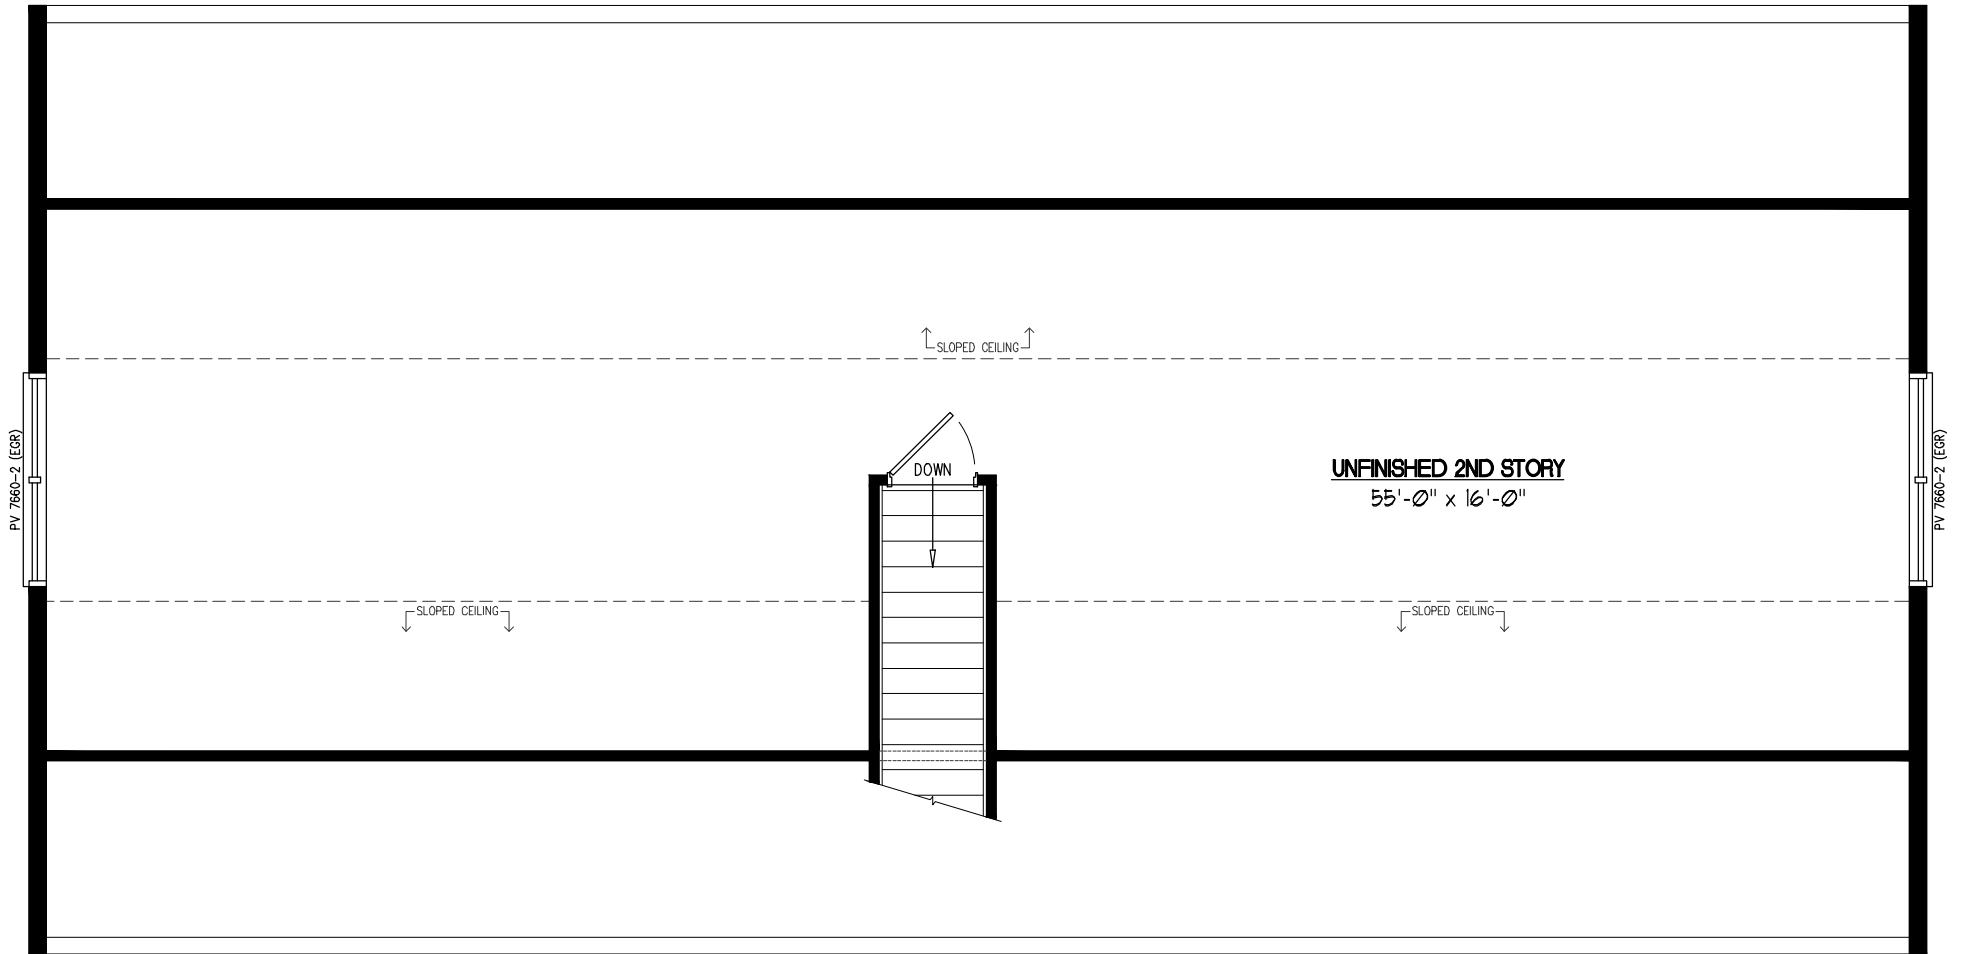 SLOPED CEILING
PV 7660-2 (EGR)
DOWN
UNFINISHED 2ND STORY
55'-0" x 16'-0"
PV 7660-2 (EGR)
SLOPED CEILING
SLOPED CEILING